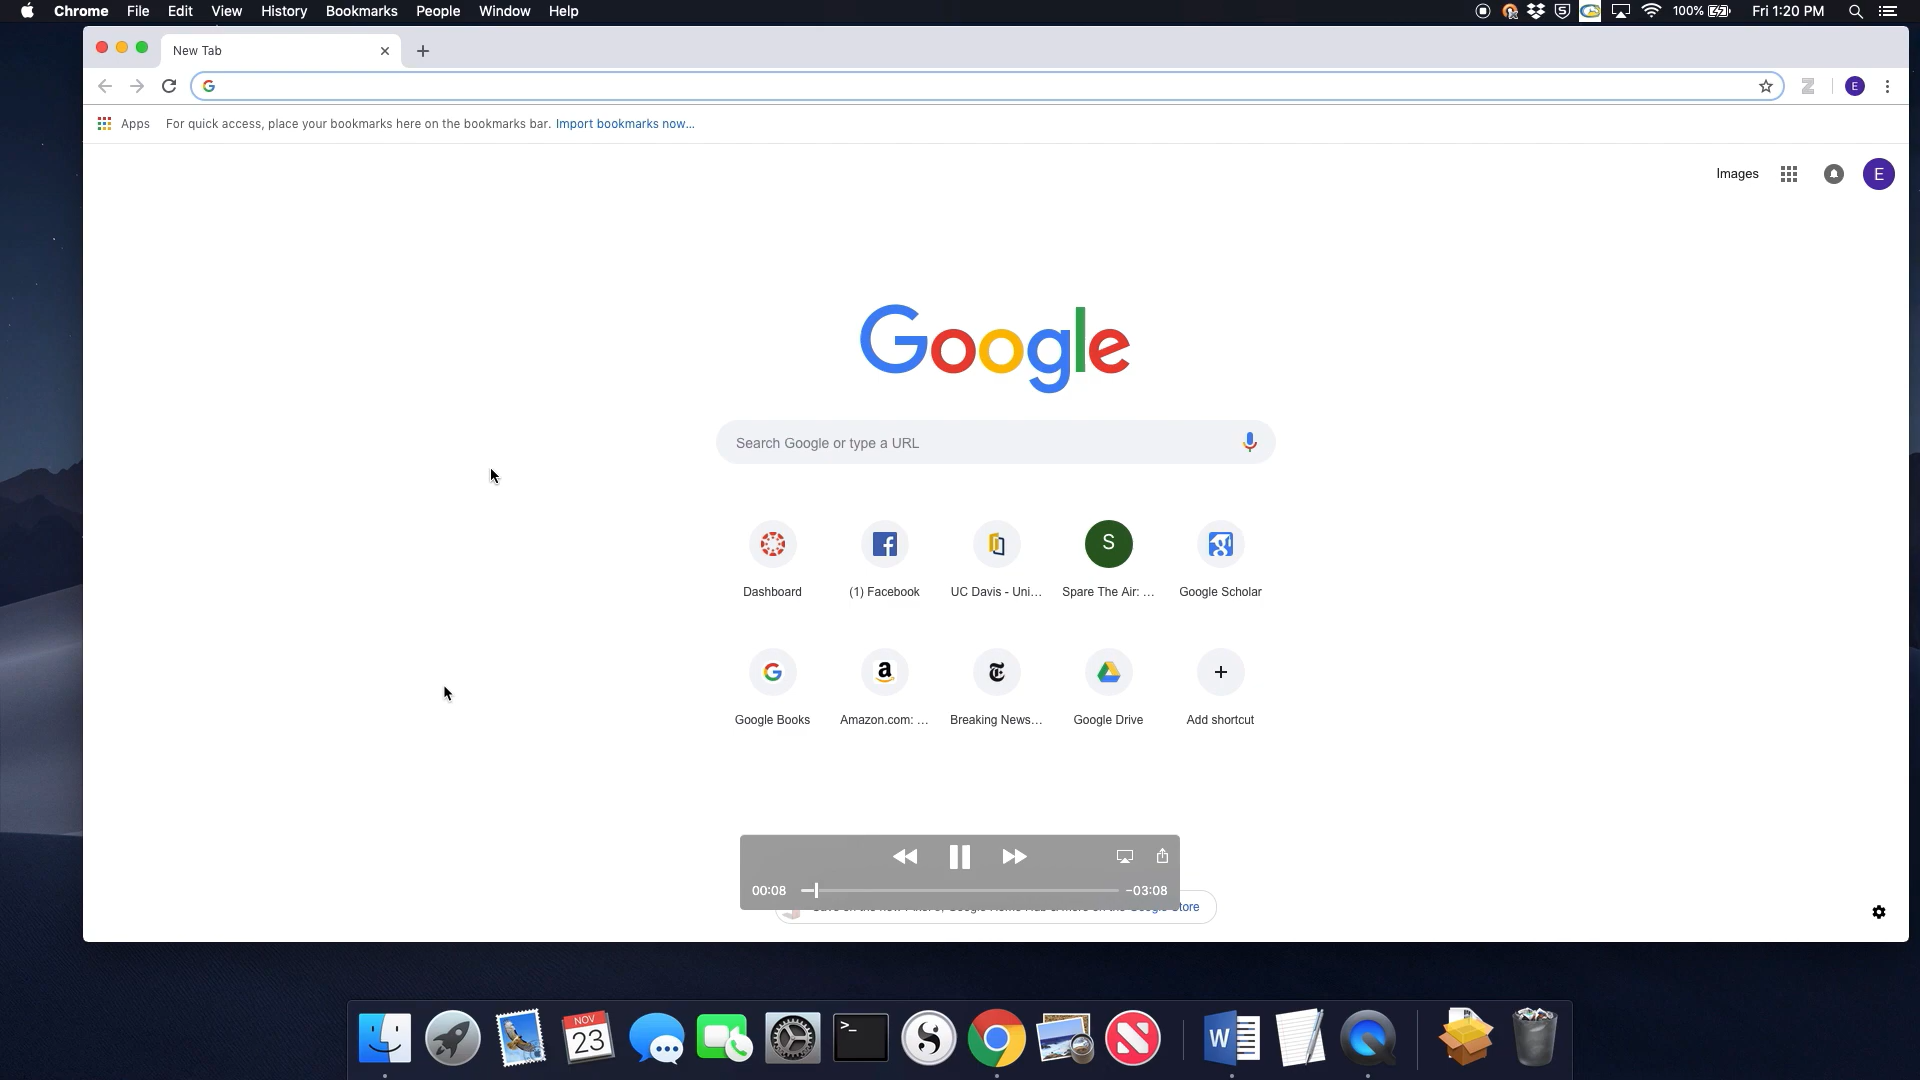 Chrome File Edit View History Bookmarks People Window Help
100% Fri 1:20 PM
New Tab
Apps For quick access, place your bookmarks here on the bookmarks bar. Import bookmarks now...
E
Images
E
Google
Search Google or type a URL
S
Dashboard (1) Facebook UC Davis - Uni... Spare The Air: ... Google Scholar
Google Books Amazon.com: ... Breaking News... Google Drive Add shortcut
00:08 -03:08
Google Store
NOV
23